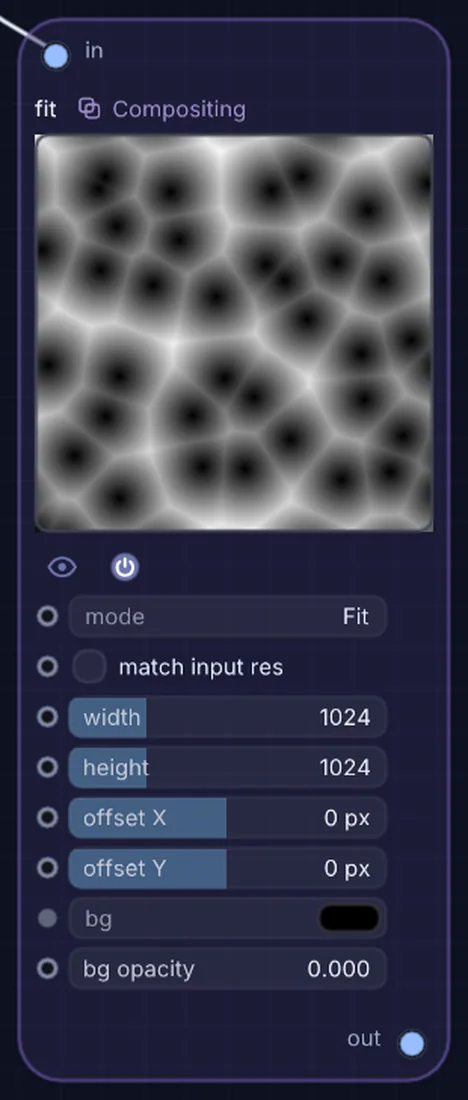 in
fit Compositing
mode Fit
match input res
width 1024
height 1024
offset X 0 px
offset Y 0 px
bg
bg opacity 0.000
out